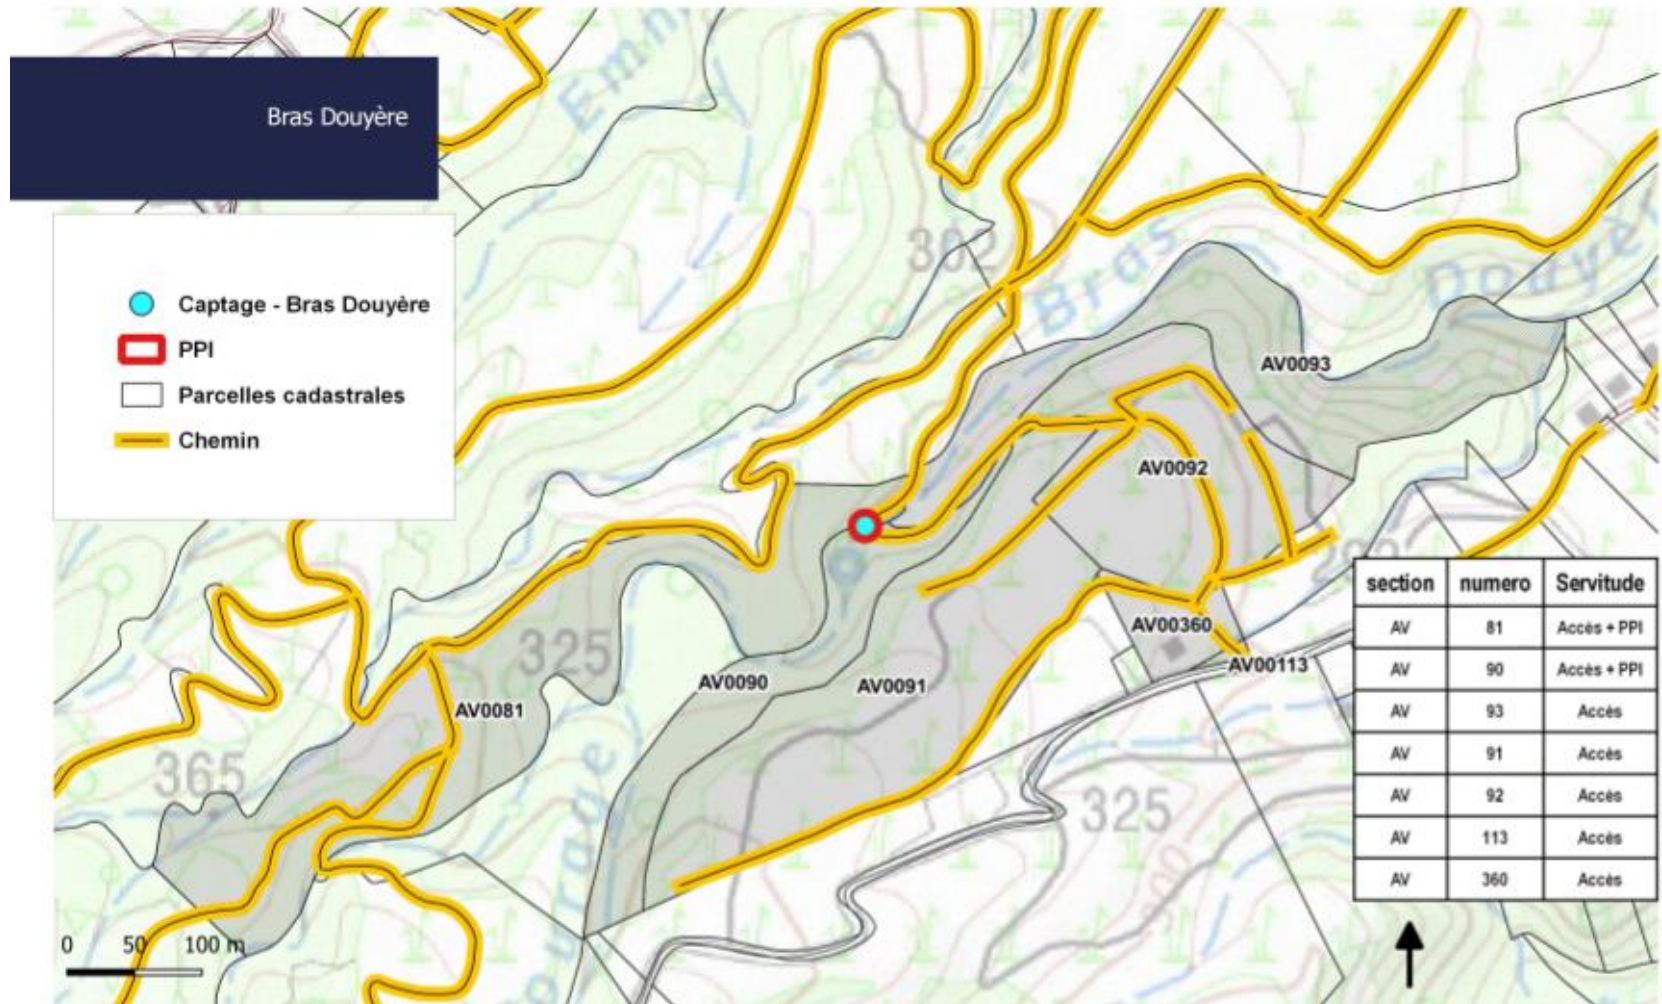 Bras Douyère
Captage - Bras Douyère
PPI
Parcelles cadastrales
Chemin
302
Bras
AV0093
AV0092
325
AV00360
AV00113
AV0090
AV0091
AV0081
365
325
section numero Servitude
AV 81 Accès + PPI
AV 90 Accès + PPI
AV 93 Accès
AV 91 Accès
AV 92 Accès
AV 113 Accès
AV 360 Accès
0 50 100 m